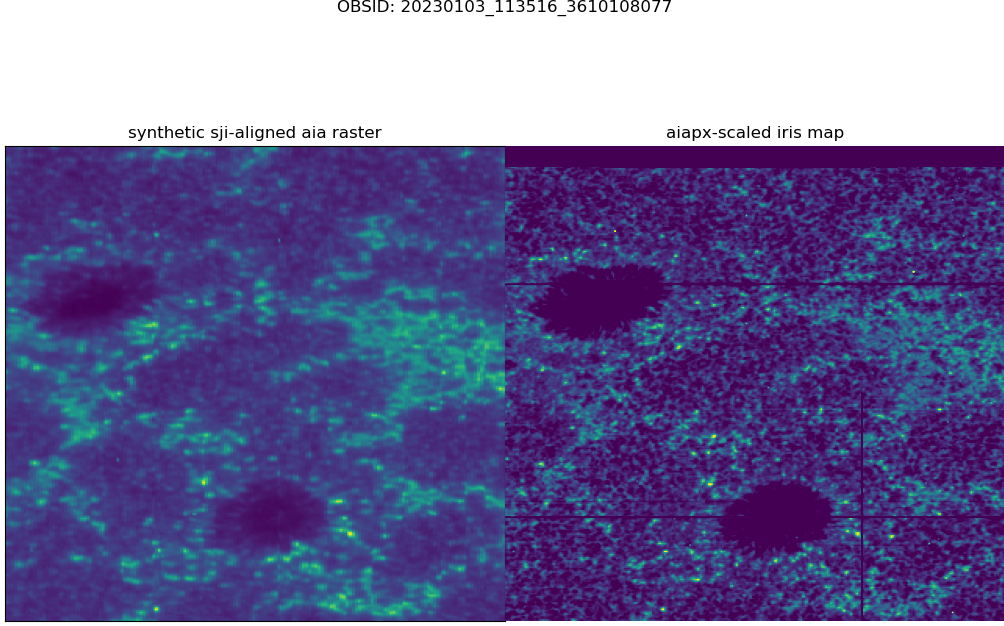 OBSID: 20230103_113516_3610108077
synthetic sji-aligned aia raster
aiapx-scaled iris map